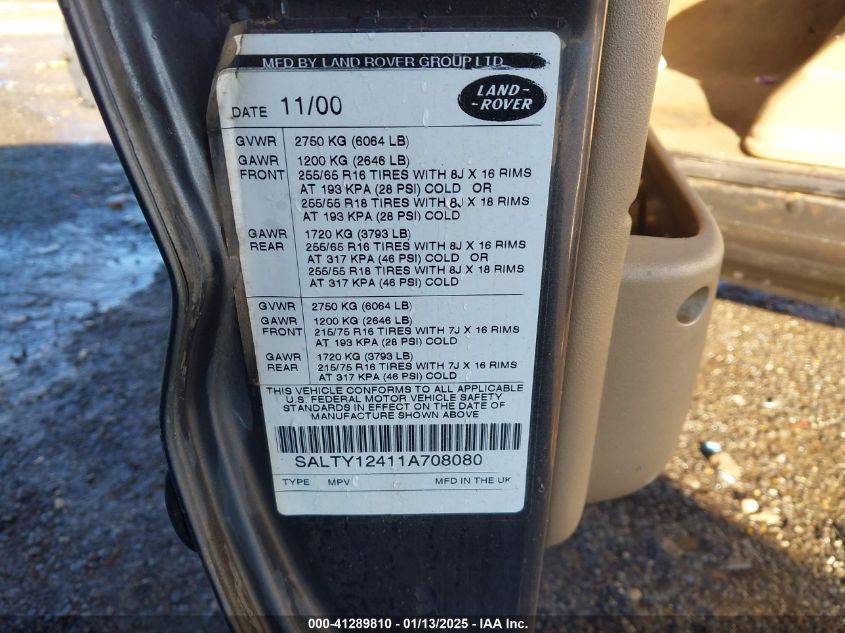 MFD BY LAND ROVER GROUP LTD
DATE 11/00
LAND-
-ROVER
GVWR 2750 KG (6064 LB)
GAWR 1200 KG (2646 LB)
FRONT 255/65 R16 TIRES WITH 8J X 16 RIMS
AT 193 KPA (28 PSI) COLD OR
255/55 R18 TIRES WITH 8J X 18 RIMS
AT 193 KPA (28 PSI) COLD
GAWR 1720 KG (3793 LB)
REAR 255/65 R16 TIRES WITH 8J X 16 RIMS
AT 317 KPA (46 PSI) COLD OR
255/55 R18 TIRES WITH 8J X 18 RIMS
AT 317 KPA (46 PSI) COLD
GVWR 2750 KG (6064 LB)
GAWR 1200 KG (2646 LB)
FRONT 215/75 R16 TIRES WITH 7J X 16 RIMS
AT 193 KPA (28 PSI) COLD
GAWR 1720 KG (3793 LB)
REAR 215/75 R16 TIRES WITH 7J X 16 RIMS
AT 317 KPA (46 PSI) COLD
THIS VEHICLE CONFORMS TO ALL APPLICABLE
U.S. FEDERAL MOTOR VEHICLE SAFETY
STANDARDS IN EFFECT ON THE DATE OF
MANUFACTURE SHOWN ABOVE
SALTY12411A708080
TYPE MPV MFD IN THE UK
000-41289810 - 01/13/2025 - IAA Inc.